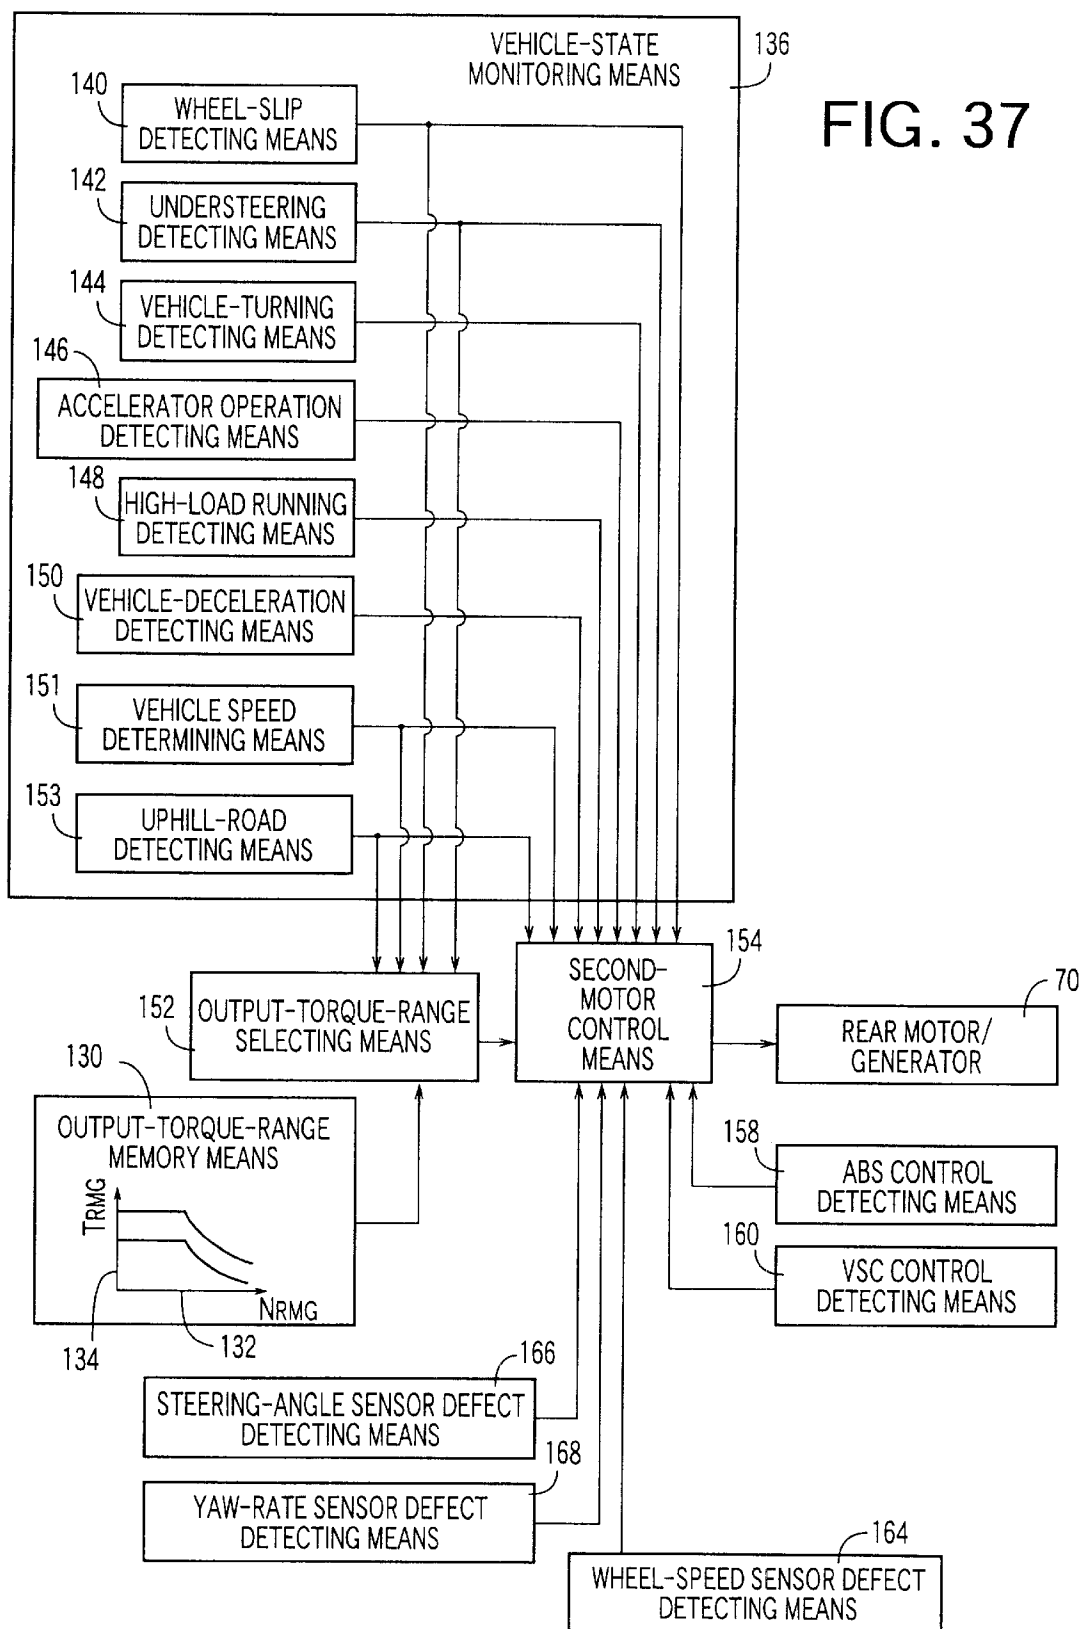 VEHICLE-STATE
MONITORING MEANS
136
FIG. 37
140
WHEEL-SLIP
DETECTING MEANS
142
UNDERSTEERING
DETECTING MEANS
144
VEHICLE-TURNING
DETECTING MEANS
146
ACCELERATOR OPERATION
DETECTING MEANS
148
HIGH-LOAD RUNNING
DETECTING MEANS
150
VEHICLE-DECELERATION
DETECTING MEANS
151
VEHICLE SPEED
DETERMINING MEANS
153
UPHILL-ROAD
DETECTING MEANS
152
OUTPUT-TORQUE-RANGE
SELECTING MEANS
154
SECOND-
MOTOR
CONTROL
MEANS
70
REAR MOTOR/
GENERATOR
130
OUTPUT-TORQUE-RANGE
MEMORY MEANS
TRMG
NRMG
134
132
158
ABS CONTROL
DETECTING MEANS
160
VSC CONTROL
DETECTING MEANS
166
STEERING-ANGLE SENSOR DEFECT
DETECTING MEANS
168
YAW-RATE SENSOR DEFECT
DETECTING MEANS
164
WHEEL-SPEED SENSOR DEFECT
DETECTING MEANS